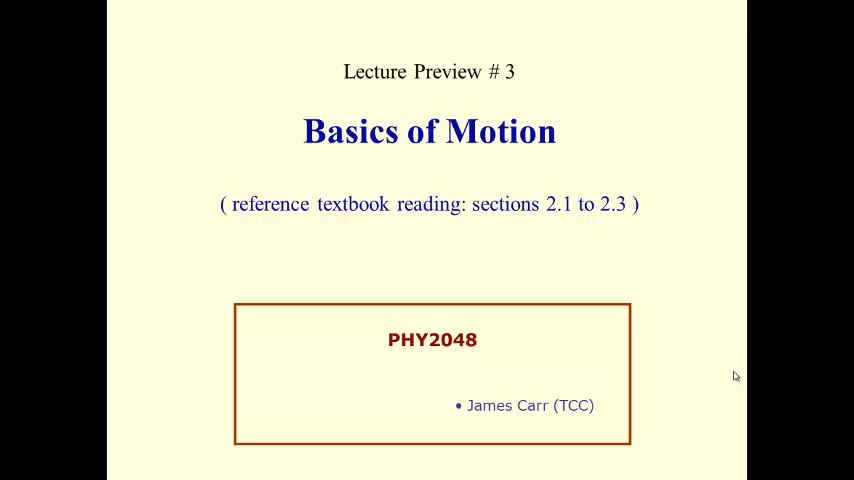 Lecture Preview # 3
Basics of Motion
( reference textbook reading: sections 2.1 to 2.3 )
PHY2048
• James Carr (TCC)